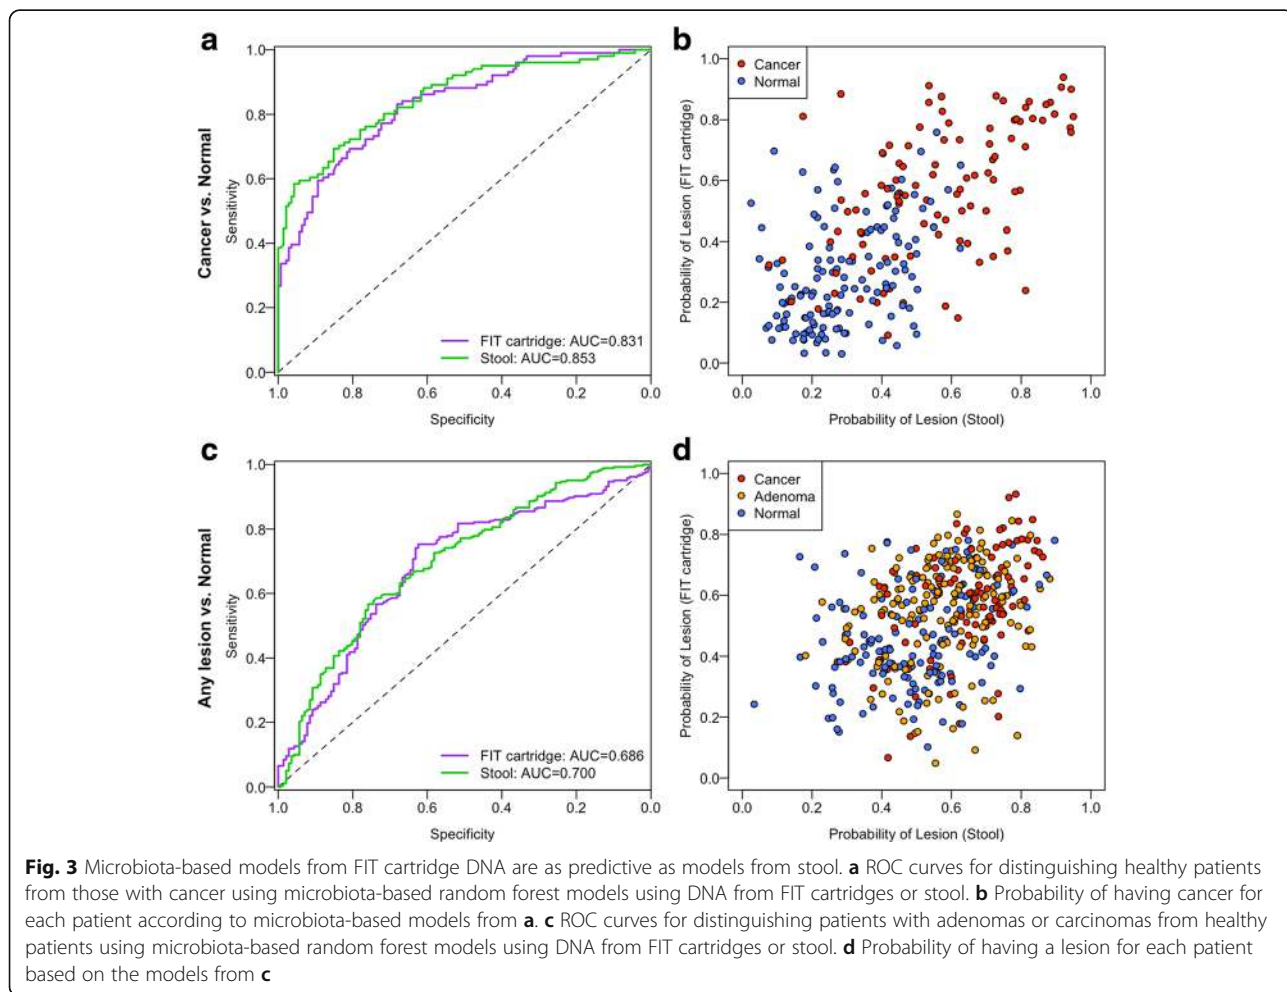 a
Cancer vs. Normal
Sensitivity
1.0
0.8
0.6
0.4
0.2
0.0
FIT cartridge: AUC=0.831
Stool: AUC=0.853
1.0 0.8 0.6 0.4 0.2 0.0
Specificity
b
Probability of Lesion (FIT cartridge)
1.0
0.8
0.6
0.4
0.2
0.0
Cancer
Normal
0.0 0.2 0.4 0.6 0.8 1.0
Probability of Lesion (Stool)
c
Any lesion vs. Normal
Sensitivity
1.0
0.8
0.6
0.4
0.2
0.0
FIT cartridge: AUC=0.686
Stool: AUC=0.700
1.0 0.8 0.6 0.4 0.2 0.0
Specificity
d
Probability of Lesion (FIT cartridge)
1.0
0.8
0.6
0.4
0.2
0.0
Cancer
Adenoma
Normal
0.0 0.2 0.4 0.6 0.8 1.0
Probability of Lesion (Stool)
Fig. 3 Microbiota-based models from FIT cartridge DNA are as predictive as models from stool. a ROC curves for distinguishing healthy patients
from those with cancer using microbiota-based random forest models using DNA from FIT cartridges or stool. b Probability of having cancer for
each patient according to microbiota-based models from a. c ROC curves for distinguishing patients with adenomas or carcinomas from healthy
patients using microbiota-based random forest models using DNA from FIT cartridges or stool. d Probability of having a lesion for each patient
based on the models from c